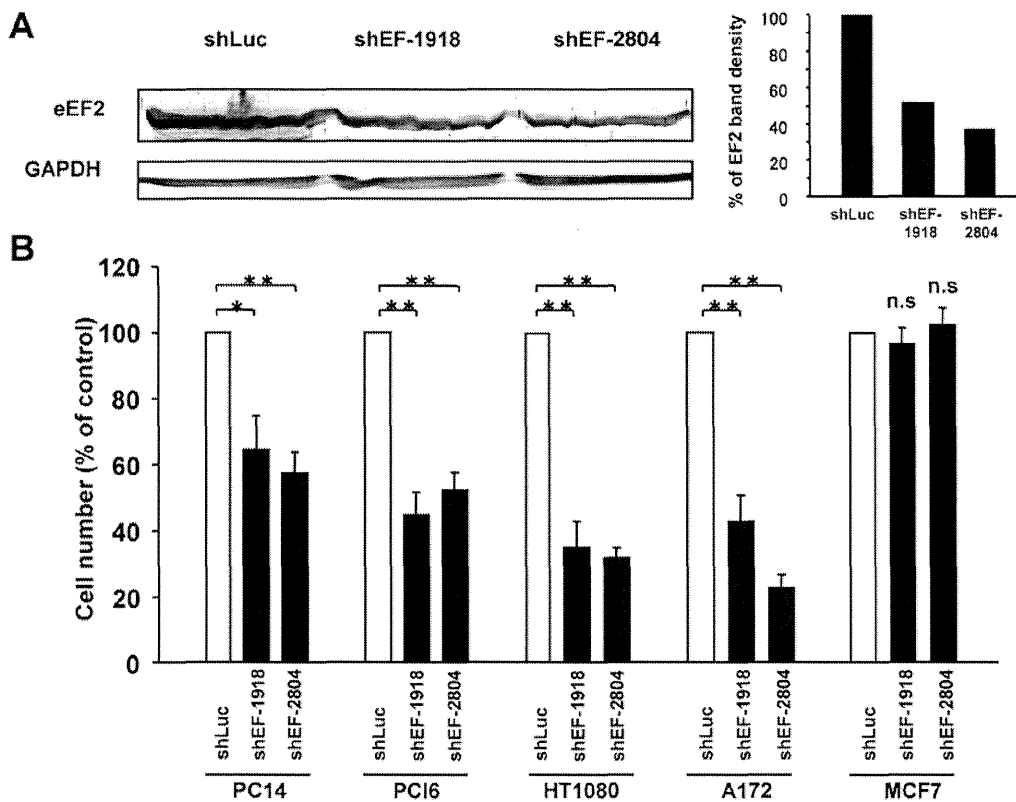 A
shLuc shEF-1918 shEF-2804
eEF2
GAPDH
% of EF2 band density
100
80
60
40
20
0
shLuc shEF-1918 shEF-2804
B
Cell number (% of control)
120
100
80
60
40
20
0
** ** ** **
* ** ** **
n.s n.s
shLuc shEF-1918 shEF-2804
shLuc shEF-1918 shEF-2804
shLuc shEF-1918 shEF-2804
shLuc shEF-1918 shEF-2804
shLuc shEF-1918 shEF-2804
PC14 PCI6 HT1080 A172 MCF7